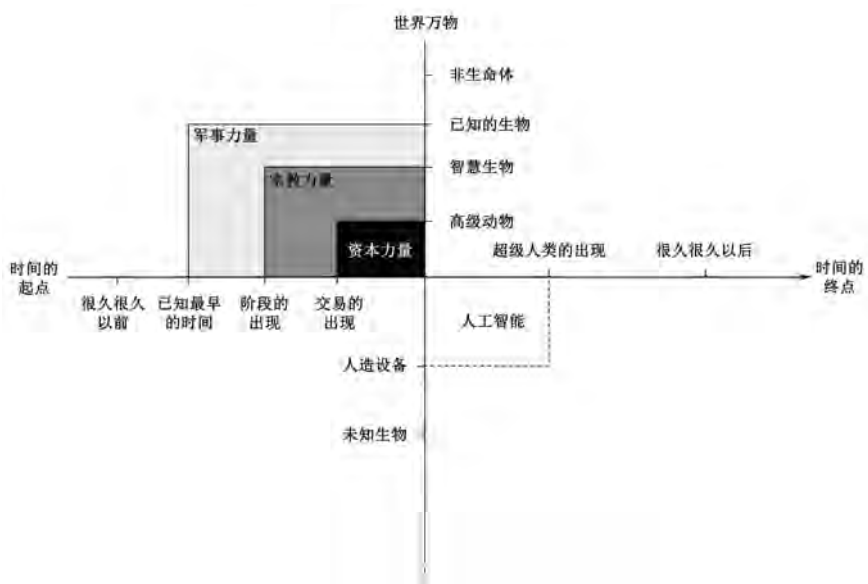 世界万物
非生命体
军事力量
已知的生物
宗教力量
智慧生物
高级动物
资本力量
超级人类的出现
很久很久以后
时间的
起点
时间的
终点
很久很久
以前
已知最早
的时间
阶段的
出现
交易的
出现
人工智能
人造设备
未知生物